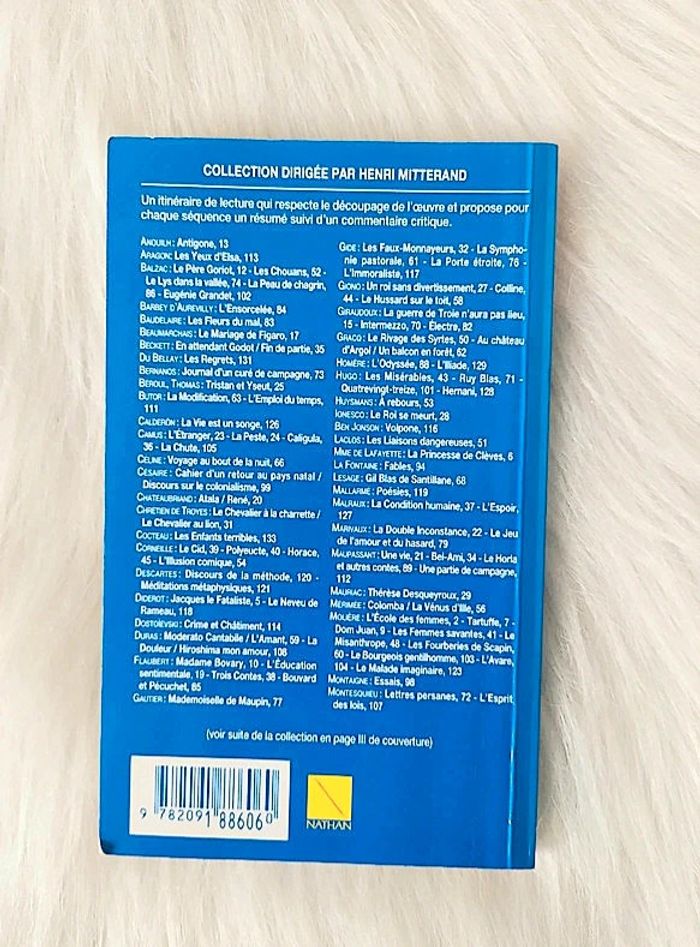 COLLECTION DIRIGÉE PAR HENRI MITTERAND
Un itinéraire de lecture qui respecte le découpage de l'œuvre et propose pour
chaque séquence un résumé suivi d'un commentaire critique.
ANOUILH : Antigone, 13
ARAGON: Les Yeux d'Elsa, 113
BALZAC : Le Père Goriot, 12 - Les Chouans, 52 -
Le Lys dans la vallée, 74 - La Peau de chagrin,
86 - Eugénie Grandet, 102
BARBEY D'AUREVILLY : L'Ensorcelée, 84
BAUDELAIRE : Les Fleurs du mal, 83
BEAUMARCHAIS : Le Mariage de Figaro, 17
BECKETT : En attendant Godot / Fin de partie, 35
DU BELLAY : Les Regrets, 131
BERNANOS : Journal d'un curé de campagne, 73
BEROUL, THOMAS : Tristan et Yseut, 25
BUTOR : La Modification, 63 - L'Emploi du temps,
111
CALDERÓN : La Vie est un songe, 126
CAMUS : L'Étranger, 23 - La Peste, 24 - Caligula,
36 - La Chute, 105
CÉLINE : Voyage au bout de la nuit, 66
CÉSAIRE : Cahier d'un retour au pays natal /
Discours sur le colonialisme, 99
CHATEAUBRIAND : Atala / René, 20
CHRÉTIEN DE TROYES : Le Chevalier à la charrette /
Le Chevalier au lion, 31
COCTEAU : Les Enfants terribles, 133
CORNEILLE : Le Cid, 39 - Polyeucte, 40 - Horace,
45 - L'Illusion comique, 54
DESCARTES : Discours de la méthode, 120 -
Méditations métaphysiques, 121
DIDEROT : Jacques le Fataliste, 5 - Le Neveu de
Rameau, 118
DOSTOÏEVSKI : Crime et Châtiment, 114
DURAS : Moderato Cantabile / L'Amant, 59 - La
Douleur / Hiroshima mon amour, 108
FLAUBERT : Madame Bovary, 10 - L'Éducation
sentimentale, 19 - Trois Contes, 38 - Bouvard
et Pécuchet, 85
GAUTIER : Mademoiselle de Maupin, 77
GIDE : Les Faux-Monnayeurs, 32 - La Sympho-
nie pastorale, 61 - La Porte étroite, 76 -
L'Immoraliste, 117
GIONO : Un roi sans divertissement, 27 - Colline,
44 - Le Hussard sur le toit, 58
GIRAUDOUX : La guerre de Troie n'aura pas lieu,
15 - Intermezzo, 70 - Électre, 82
GRACQ : Le Rivage des Syrtes, 50 - Au château
d'Argol / Un balcon en forêt, 62
HOMÈRE : L'Odyssée, 88 - L'Iliade, 129
HUGO : Les Misérables, 43 - Ruy Blas, 71 -
Quatrevingt-treize, 101 - Hernani, 128
HUYSMANS : À rebours, 53
IONESCO : Le Roi se meurt, 28
BEN JONSON : Volpone, 116
LACLOS : Les Liaisons dangereuses, 51
MME DE LAFAYETTE : La Princesse de Clèves, 6
LA FONTAINE : Fables, 94
LESAGE : Gil Blas de Santillane, 68
MALLARMÉ : Poésies, 119
MALRAUX : La Condition humaine, 37 - L'Espoir,
127
MARIVAUX : La Double Inconstance, 22 - Le Jeu
de l'amour et du hasard, 79
MAUPASSANT : Une vie, 21 - Bel-Ami, 34 - Le Horla
et autres contes, 89 - Une partie de campagne,
112
MAURIAC : Thérèse Desqueyroux, 29
MÉRIMÉE : Colomba / La Vénus d'Ille, 56
MOLIÈRE : L'École des femmes, 2 - Tartuffe, 7 -
Dom Juan, 9 - Les Femmes savantes, 41 - Le
Misanthrope, 48 - Les Fourberies de Scapin,
60 - Le Bourgeois gentilhomme, 103 - L'Avare,
104 - Le Malade imaginaire, 123
MONTAIGNE : Essais, 98
MONTESQUIEU : Lettres persanes, 72 - L'Esprit
des lois, 107
(voir suite de la collection en page III de couverture)
9 782091 886060
NATHAN